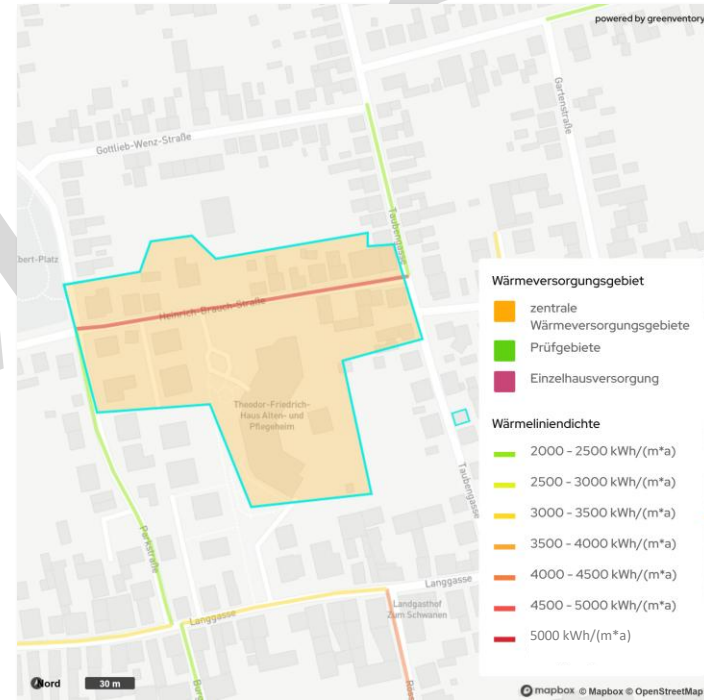 powered by greenventory
Gottlieb-Wenz-Straße
Gartenstraße
Taubengasse
bert-Platz
Heinrich-Brauch-Straße
Theodor-Friedrich-
Haus Alten- und
Pflegeheim
Wärmeversorgungsgebiet
zentrale
Wärmeversorgungsgebiete
Prüfgebiete
Einzelhausversorgung
Wärmeliniendichte
2000 - 2500 kWh/(m*a)
2500 - 3000 kWh/(m*a)
3000 - 3500 kWh/(m*a)
3500 - 4000 kWh/(m*a)
4000 - 4500 kWh/(m*a)
4500 - 5000 kWh/(m*a)
5000 kWh/(m*a)
Taubengasse
Parkstraße
Langgasse
Langgasse
Landgasthof
Zum Schwanen
Burg
Röss
Nord
30 m
mapbox © Mapbox © OpenStreetMap